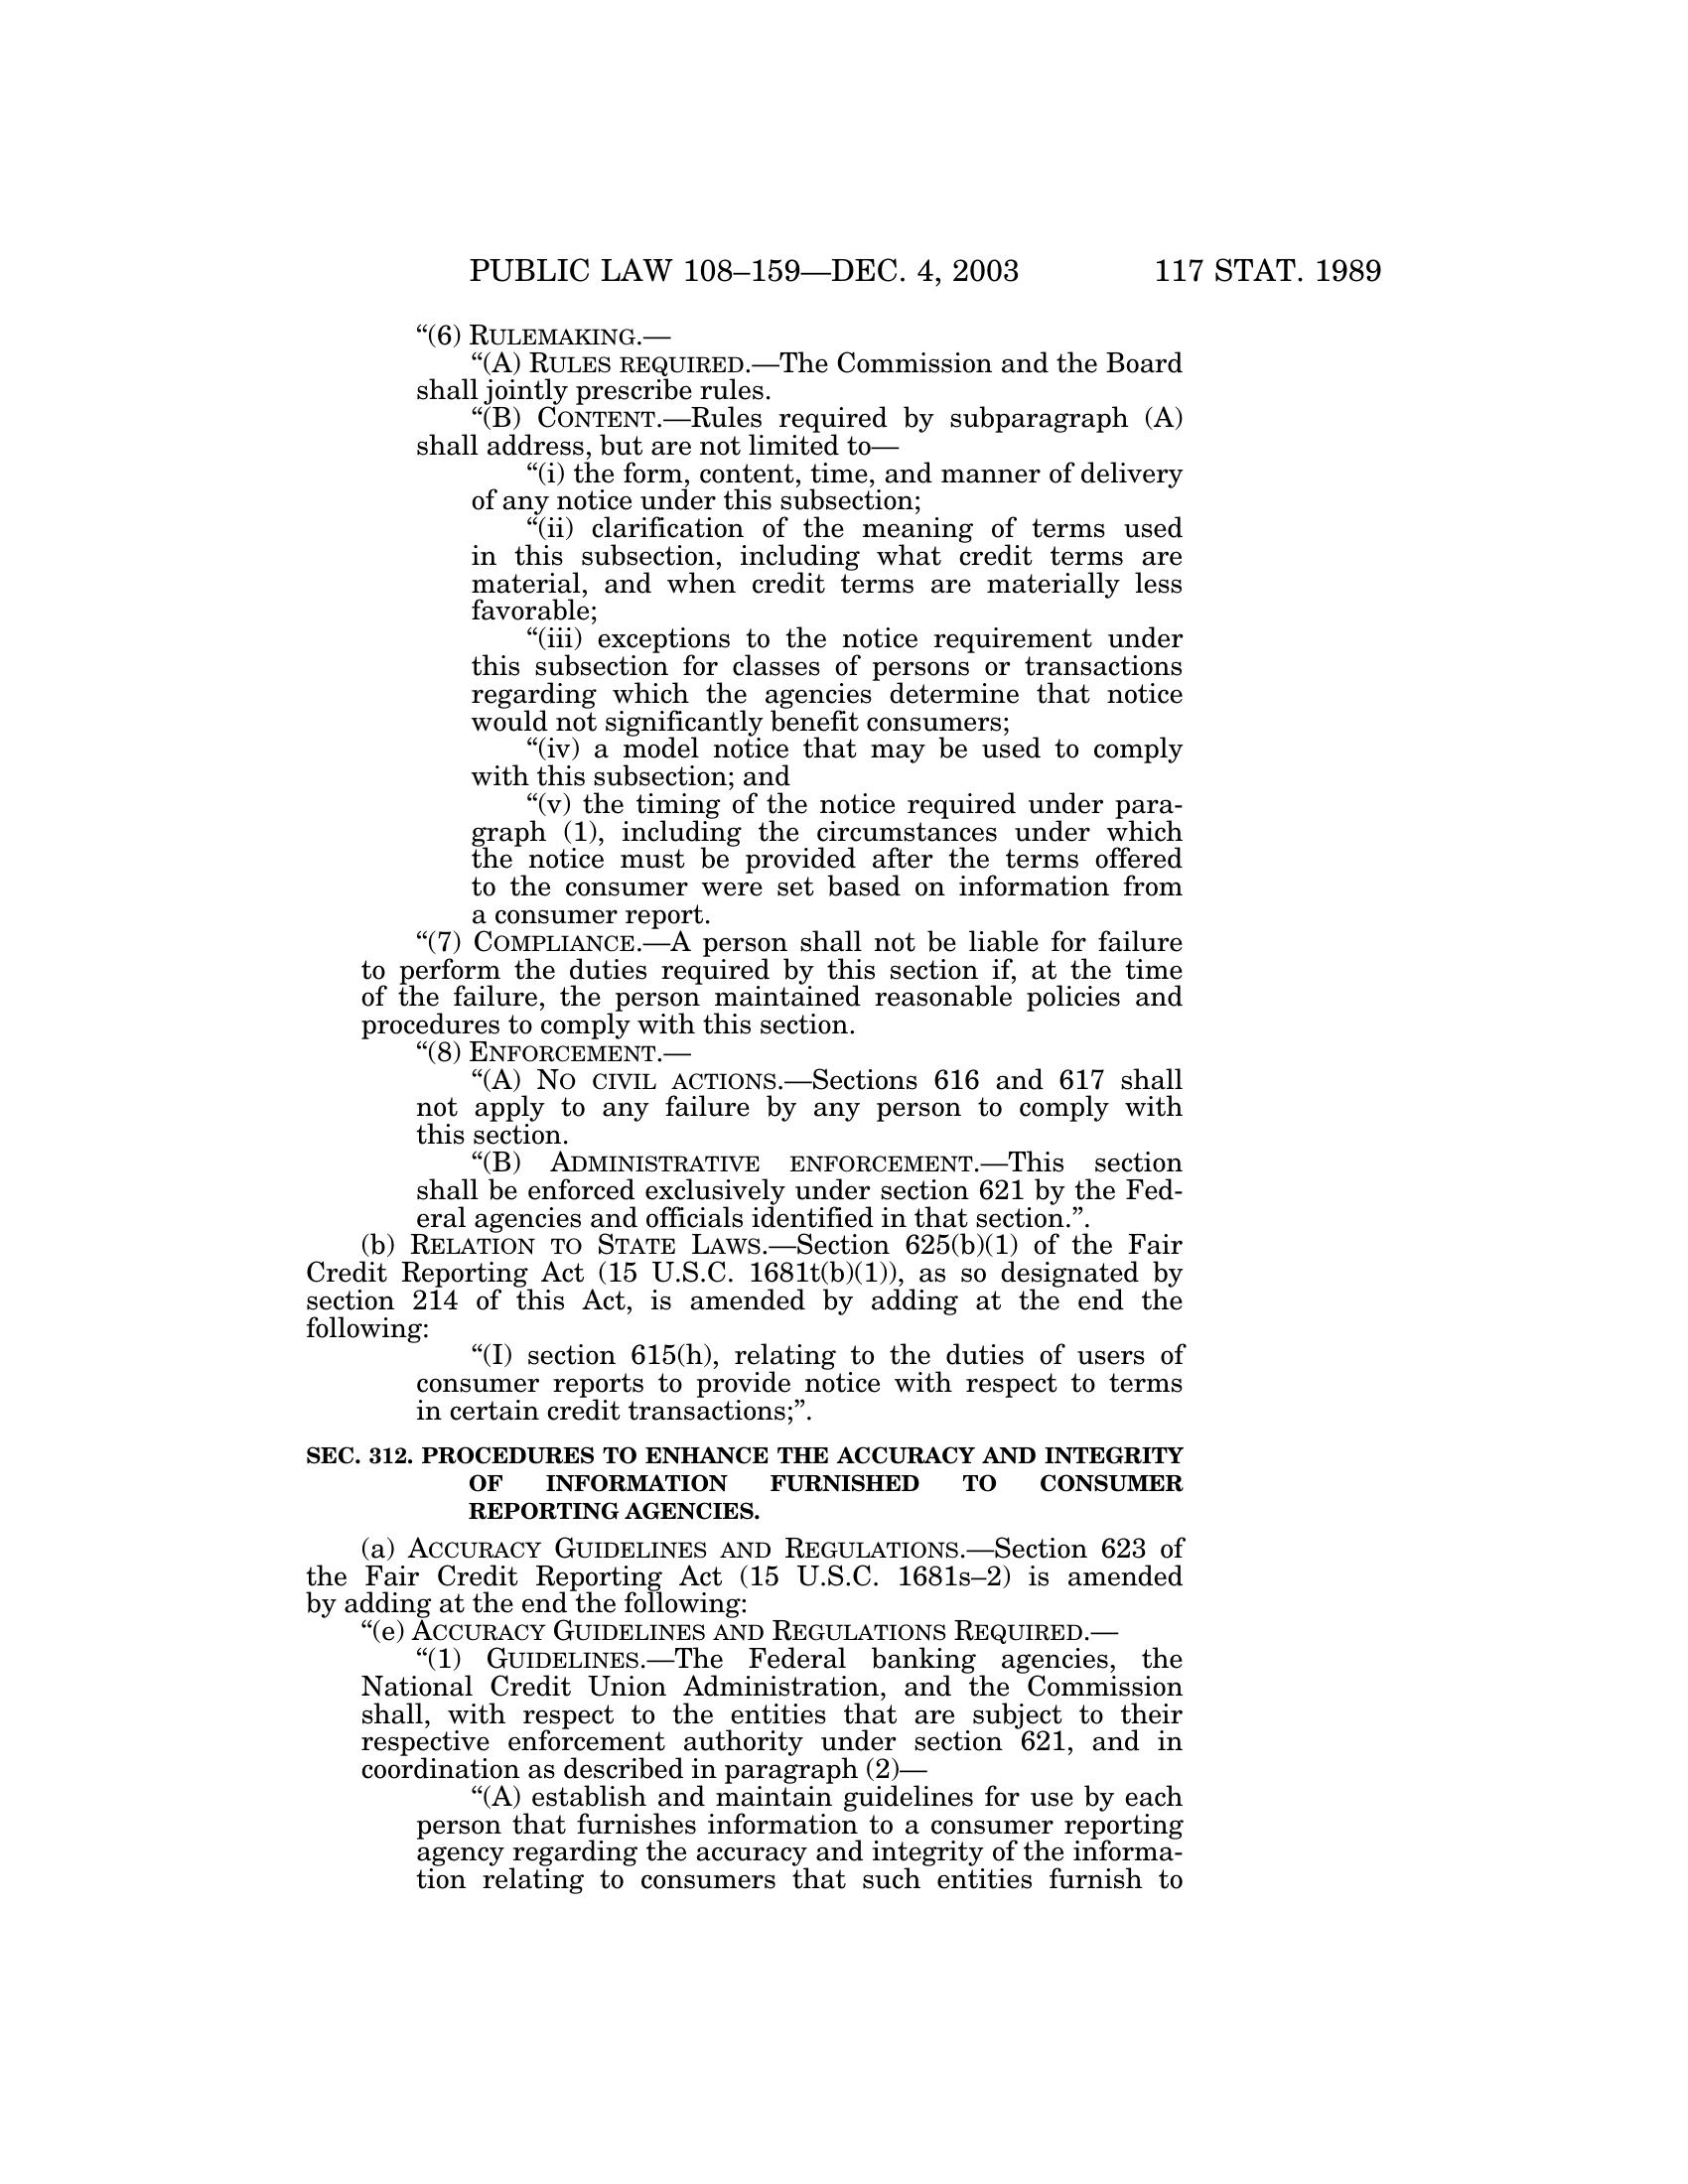 PUBLIC LAW 108–159—DEC. 4, 2003 117 STAT. 1989
“(6) RULEMAKING.—
“(A) RULES REQUIRED.—The Commission and the Board
shall jointly prescribe rules.
“(B) CONTENT.—Rules required by subparagraph (A)
shall address, but are not limited to—
“(i) the form, content, time, and manner of delivery
of any notice under this subsection;
“(ii) clarification of the meaning of terms used
in this subsection, including what credit terms are
material, and when credit terms are materially less
favorable;
“(iii) exceptions to the notice requirement under
this subsection for classes of persons or transactions
regarding which the agencies determine that notice
would not significantly benefit consumers;
“(iv) a model notice that may be used to comply
with this subsection; and
“(v) the timing of the notice required under para-
graph (1), including the circumstances under which
the notice must be provided after the terms offered
to the consumer were set based on information from
a consumer report.
“(7) COMPLIANCE.—A person shall not be liable for failure
to perform the duties required by this section if, at the time
of the failure, the person maintained reasonable policies and
procedures to comply with this section.
“(8) ENFORCEMENT.—
“(A) NO CIVIL ACTIONS.—Sections 616 and 617 shall
not apply to any failure by any person to comply with
this section.
“(B) ADMINISTRATIVE ENFORCEMENT.—This section
shall be enforced exclusively under section 621 by the Fed-
eral agencies and officials identified in that section.”.
(b) RELATION TO STATE LAWS.—Section 625(b)(1) of the Fair
Credit Reporting Act (15 U.S.C. 1681t(b)(1)), as so designated by
section 214 of this Act, is amended by adding at the end the
following:
“(I) section 615(h), relating to the duties of users of
consumer reports to provide notice with respect to terms
in certain credit transactions;”.
SEC. 312. PROCEDURES TO ENHANCE THE ACCURACY AND INTEGRITY
OF INFORMATION FURNISHED TO CONSUMER
REPORTING AGENCIES.
(a) ACCURACY GUIDELINES AND REGULATIONS.—Section 623 of
the Fair Credit Reporting Act (15 U.S.C. 1681s–2) is amended
by adding at the end the following:
“(e) ACCURACY GUIDELINES AND REGULATIONS REQUIRED.—
“(1) GUIDELINES.—The Federal banking agencies, the
National Credit Union Administration, and the Commission
shall, with respect to the entities that are subject to their
respective enforcement authority under section 621, and in
coordination as described in paragraph (2)—
“(A) establish and maintain guidelines for use by each
person that furnishes information to a consumer reporting
agency regarding the accuracy and integrity of the informa-
tion relating to consumers that such entities furnish to